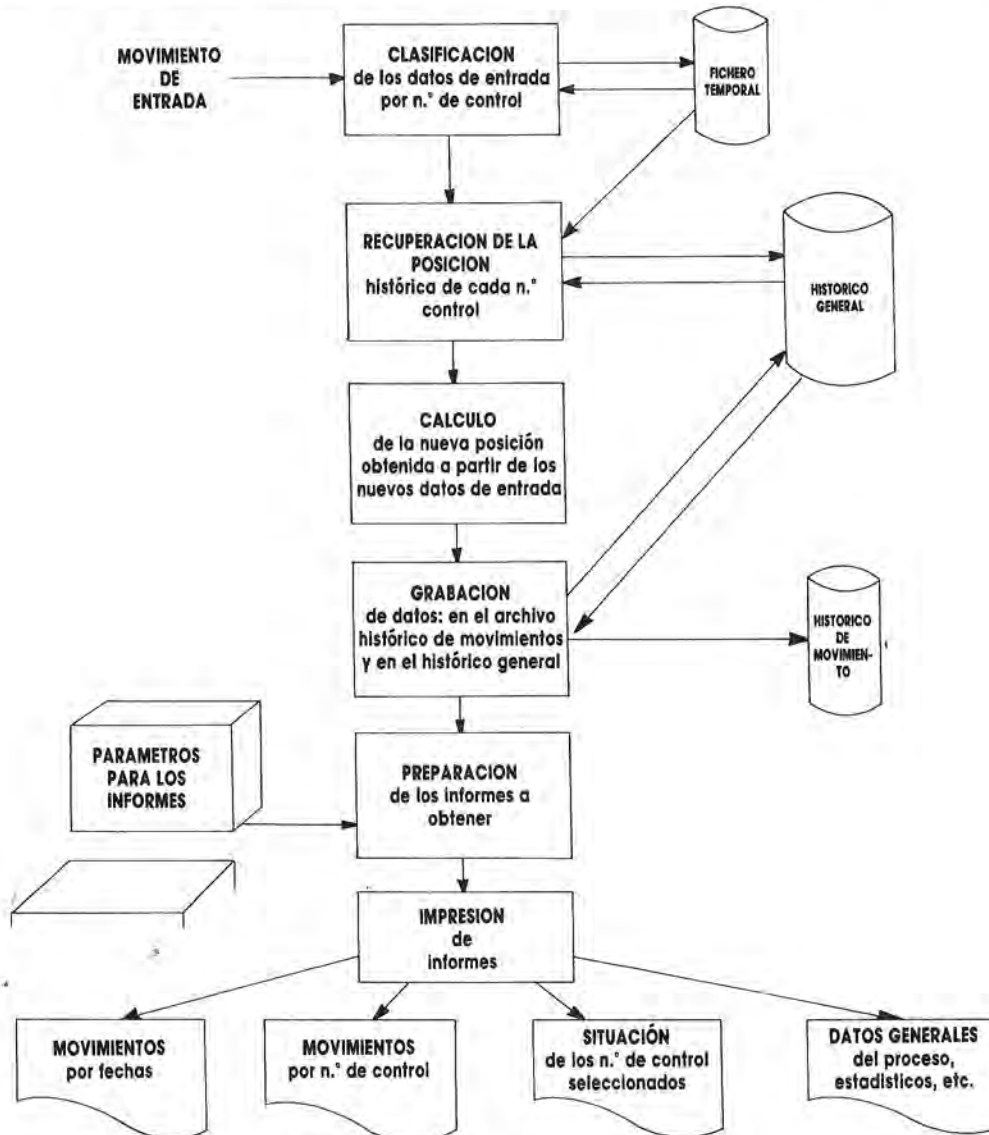 MOVIMIENTO
DE
ENTRADA
CLASIFICACION
de los datos de entrada
por n.° de control
FICHERO
TEMPORAL
RECUPERACION DE LA
POSICION
histórica de cada n.°
control
HISTORICO
GENERAL
CALCULO
de la nueva posición
obtenida a partir de los
nuevos datos de entrada
GRABACION
de datos: en el archivo
histórico de movimientos
y en el histórico general
HISTORICO
DE
MOVIMIEN-
TO
PARAMETROS
PARA LOS
INFORMES
PREPARACION
de los informes a
obtener
IMPRESION
de
informes
MOVIMIENTOS
por fechas
MOVIMIENTOS
por n.° de control
SITUACIÓN
de los n.° de control
seleccionados
DATOS GENERALES
del proceso,
estadísticos, etc.